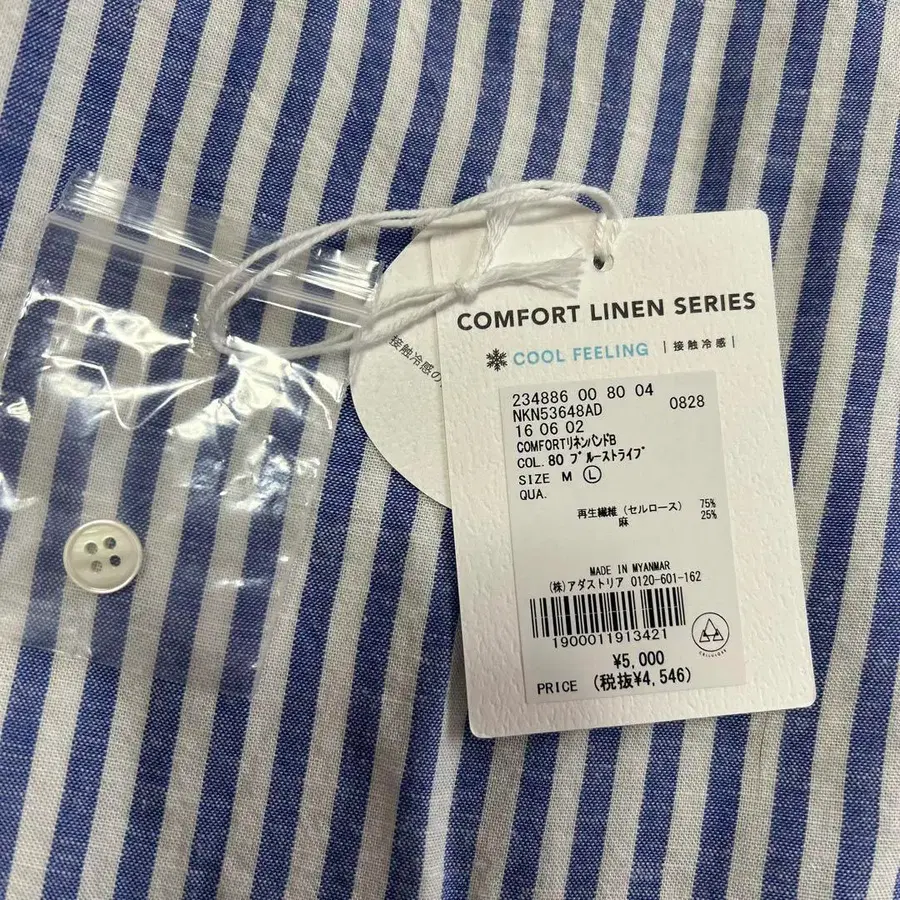 接触冷感の
COMFORT LINEN SERIES
COOL FEELING | 接触冷感 |
234886 00 80 04
NKN53648AD 0828
16 06 02
COMFORTリネンバンドB
COL.80 ブルーストライプ
SIZE M Ⓛ
QUA.
再生繊維(セルロース) 75%
麻 25%
MADE IN MYANMAR
(株)アダストリア 0120-601-162
1900011913421
¥5,000
PRICE (税抜¥4,546)